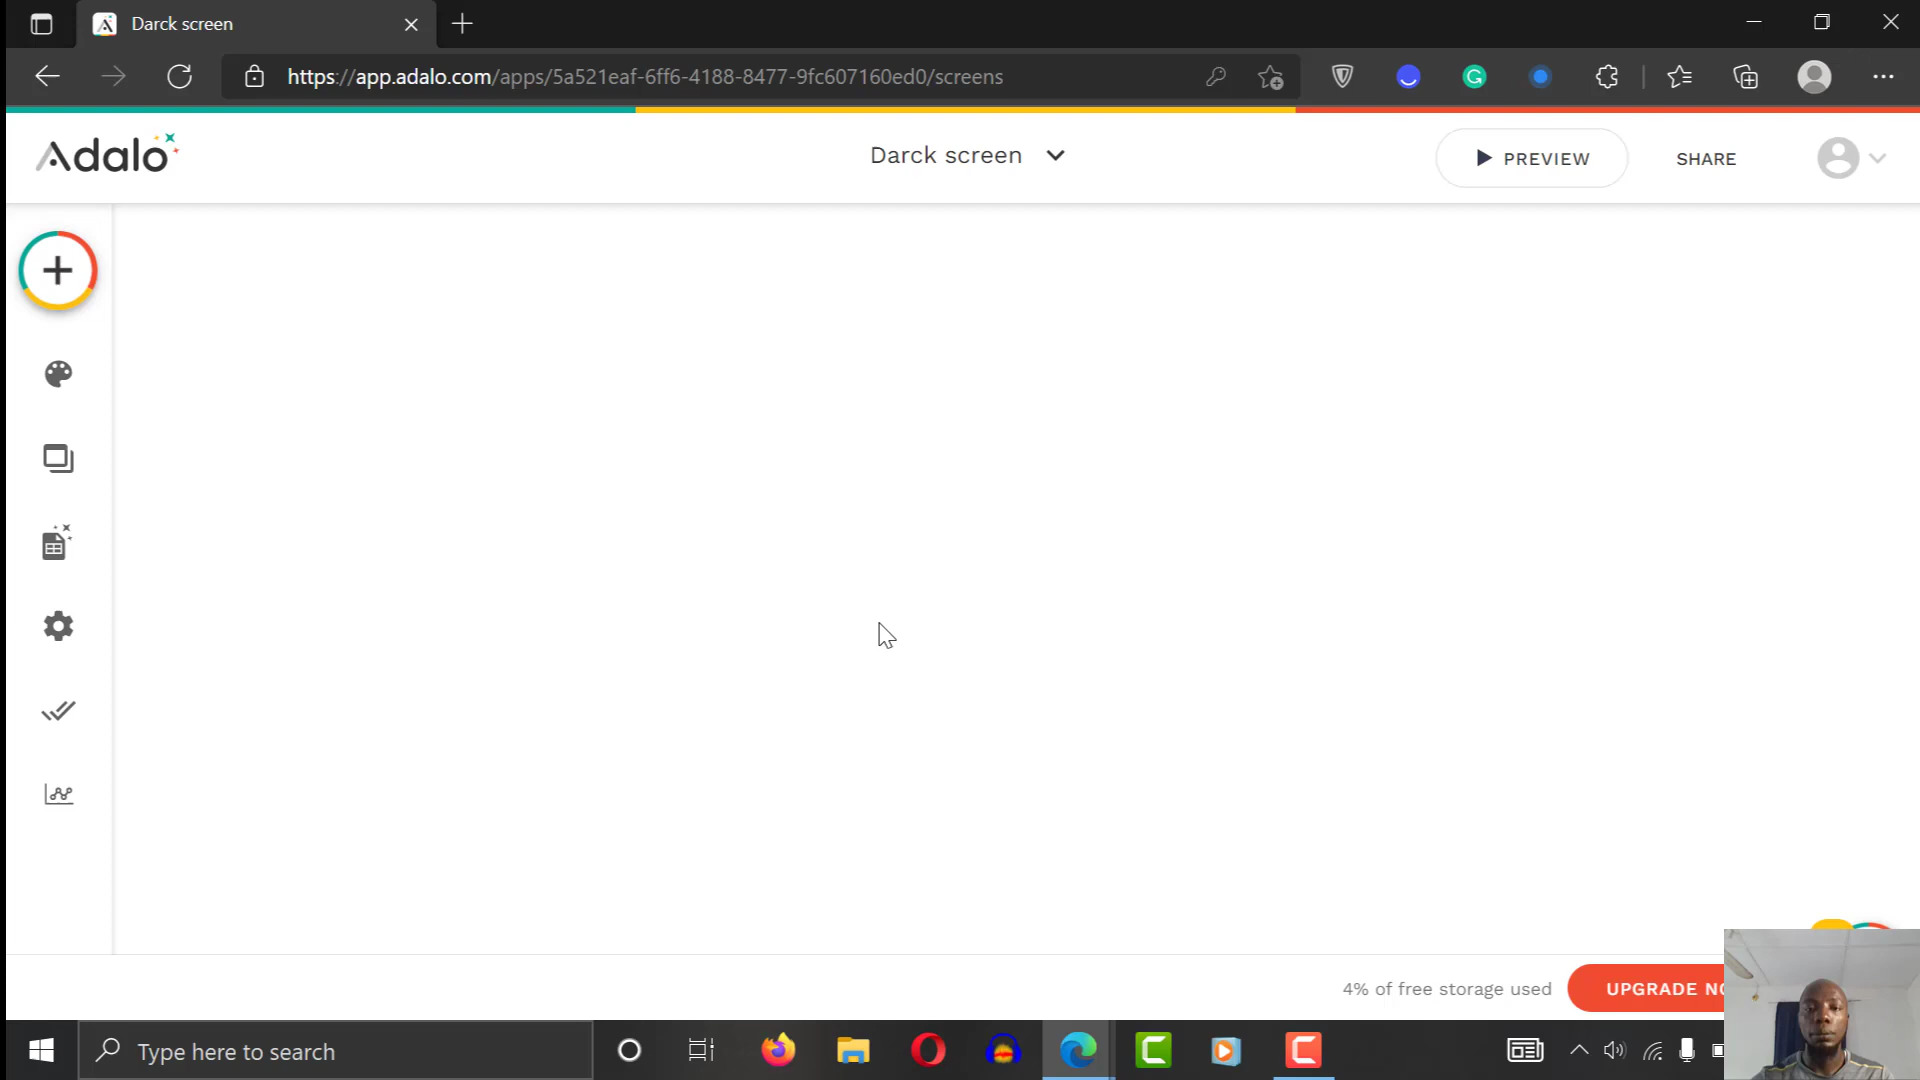 Darck screen
https://app.adalo.com/apps/5a521eaf-6ff6-4188-8477-9fc607160ed0/screens
Adalo
Darck screen
PREVIEW
SHARE
4% of free storage used
UPGRADE
Type here to search